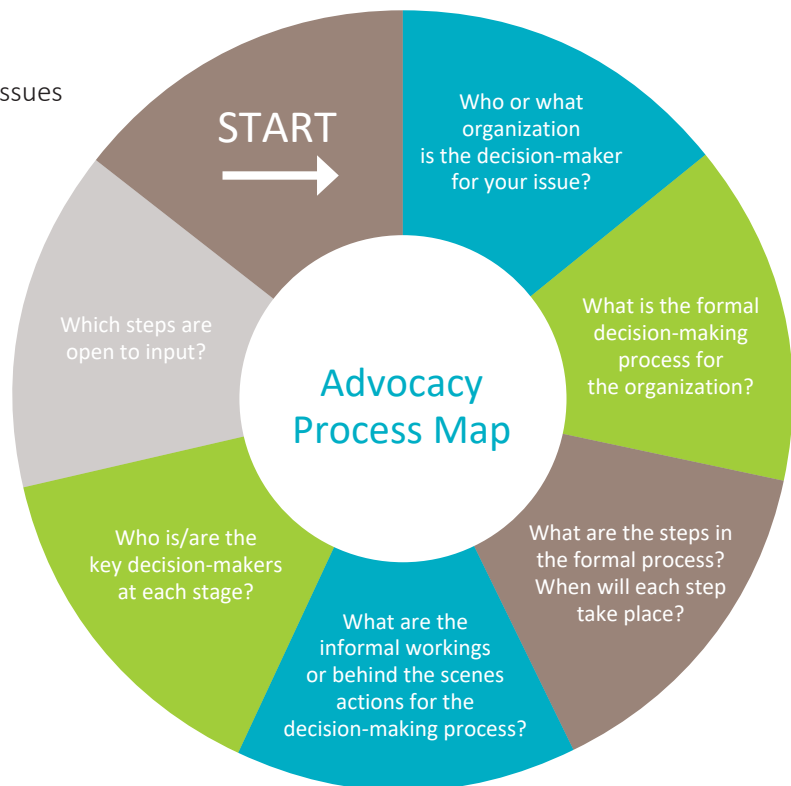 ssues
START
Who or what
organization
is the decision-maker
for your issue?
What is the formal
decision-making
process for
the organization?
What are the steps in
the formal process?
When will each step
take place?
What are the
informal workings
or behind the scenes
actions for the
decision-making process?
Who is/are the
key decision-makers
at each stage?
Which steps are
open to input?
Advocacy
Process Map